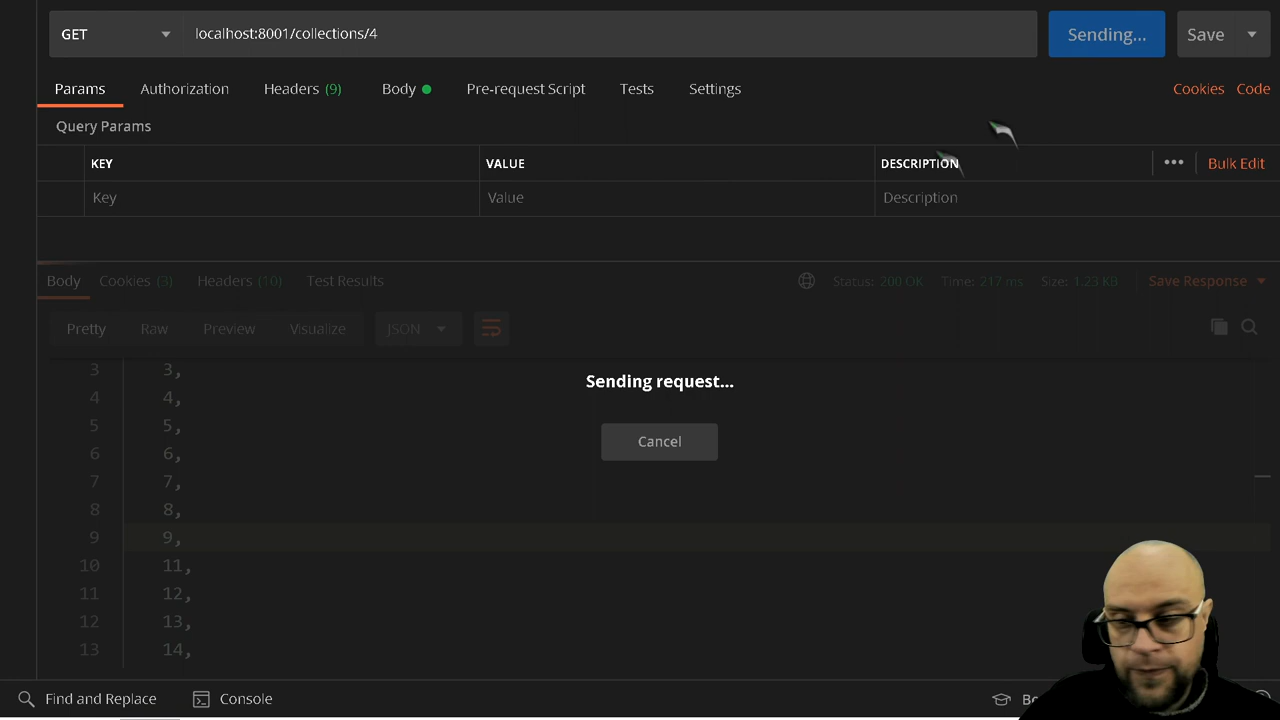 GET localhost:8001/collections/4 Sending... Save
Params Authorization Headers (9) Body Pre-request Script Tests Settings Cookies Code
Query Params
KEY VALUE DESCRIPTION ••• Bulk Edit
Key Value Description
Body Cookies (3) Headers (10) Test Results Status: 200 OK Time: 217 ms Size: 1.23 KB Save Response
Pretty Raw Preview Visualize JSON
3 3,
Sending request...
4 4,
5 5,
Cancel
6 6,
7 7,
8 8,
9 9,
10 11,
11 12,
12 13,
13 14,
Find and Replace Console